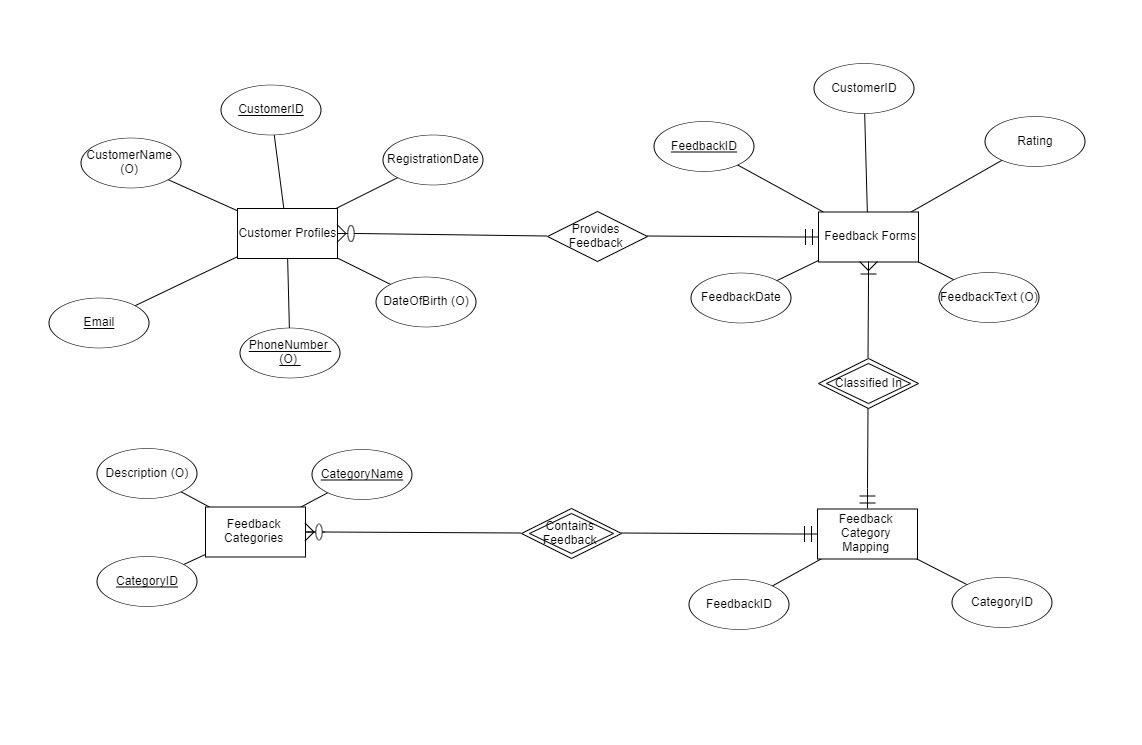 CustomerID
CustomerName
(O)
RegistrationDate
Customer Profiles
Email
PhoneNumber
(O)
DateOfBirth (O)
Provides
Feedback
CustomerID
FeedbackID
Rating
Feedback Forms
FeedbackDate
FeedbackText (O)
Classified In
Description (O)
CategoryName
Feedback
Categories
CategoryID
Contains
Feedback
Feedback
Category
Mapping
FeedbackID
CategoryID